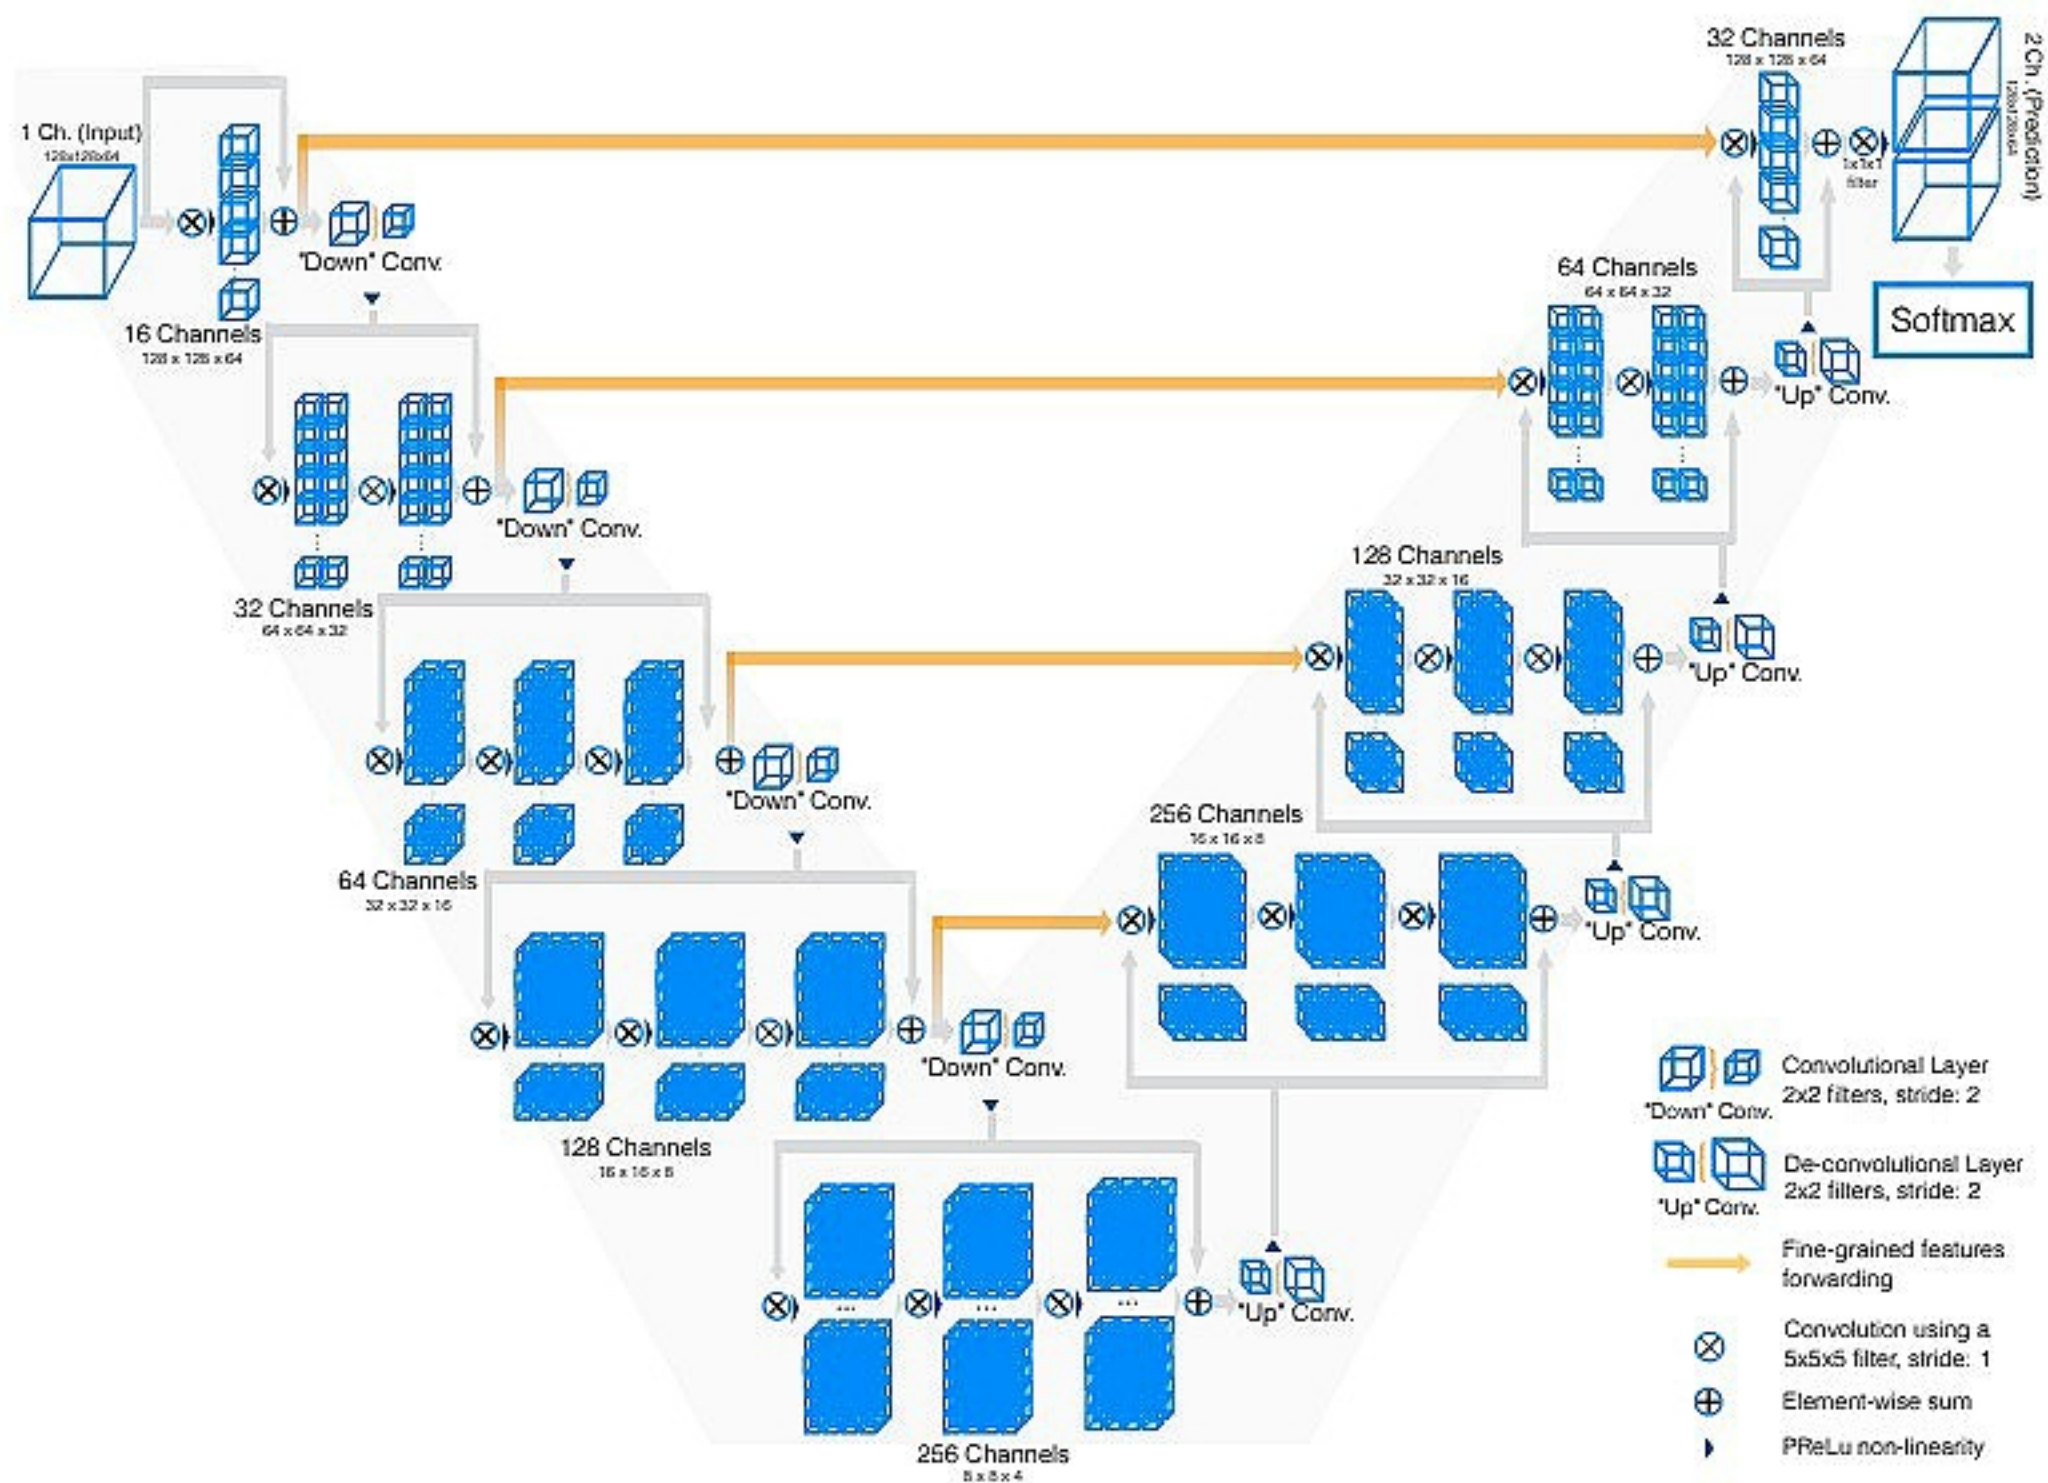 1 Ch. (Input)
128x128x64
"Down" Conv.
16 Channels
128 x 128 x 64
"Down" Conv.
32 Channels
64 x 64 x 32
"Down" Conv.
64 Channels
32 x 32 x 16
"Down" Conv.
128 Channels
16 x 16 x 8
...
...
...
256 Channels
8 x 8 x 4
"Up" Conv.
256 Channels
16 x 16 x 8
"Up" Conv.
128 Channels
32 x 32 x 16
"Up" Conv.
64 Channels
64 x 64 x 32
"Up" Conv.
32 Channels
128 x 128 x 64
1x1x1
filter
2 Ch. (Prediction)
128x128x64
Softmax
Convolutional Layer
2x2 filters, stride: 2
"Down" Conv.
De-convolutional Layer
2x2 filters, stride: 2
"Up" Conv.
Fine-grained features
forwarding
Convolution using a
5x5x5 filter, stride: 1
Element-wise sum
PReLu non-linearity